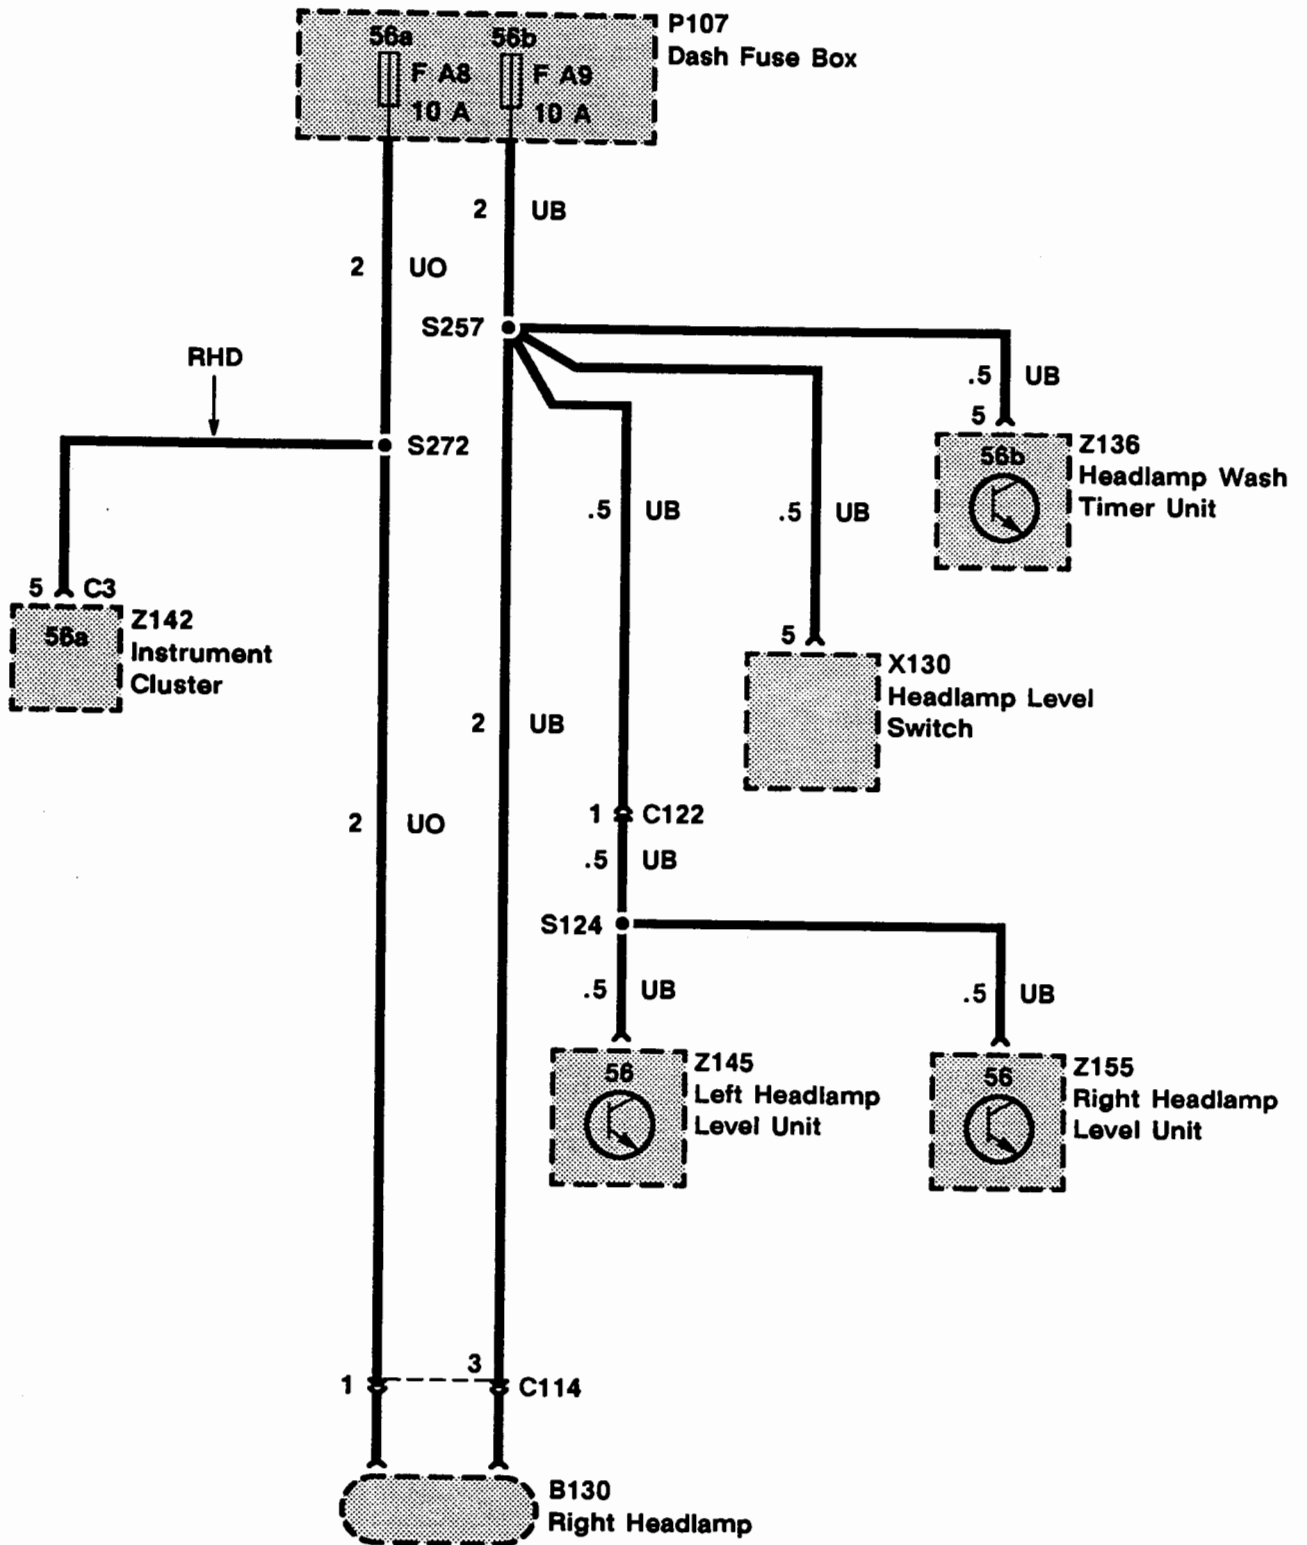 P107
Dash Fuse Box
56a 56b
F A8 F A9
10 A 10 A
2 UB
2 UO
S257
RHD
.5 UB
5
S272
Z136
Headlamp Wash
Timer Unit
56b
.5 UB .5 UB
5 C3
Z142
Instrument
Cluster
56a
5
X130
Headlamp Level
Switch
2 UB
1 C122
2 UO
.5 UB
S124
.5 UB .5 UB
Z145
Left Headlamp
Level Unit
56
Z155
Right Headlamp
Level Unit
56
3
1 C114
B130
Right Headlamp